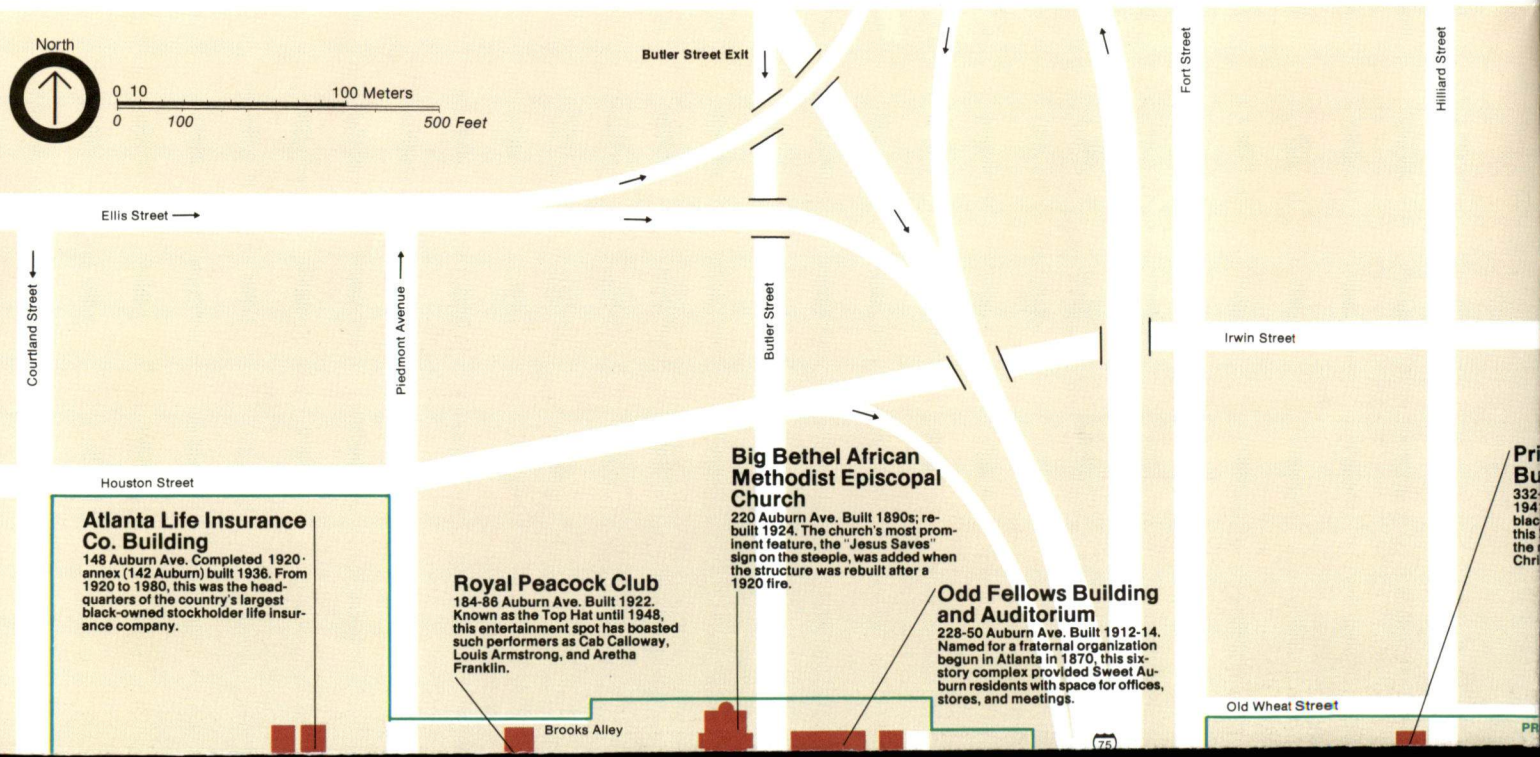 North
0 10 100 Meters
0 100 500 Feet
Butler Street Exit
Fort Street
Hilliard Street
Ellis Street
Courtland Street
Piedmont Avenue
Butler Street
Irwin Street
Houston Street
Atlanta Life Insurance
Co. Building
148 Auburn Ave. Completed 1920
annex (142 Auburn) built 1936. From
1920 to 1980, this was the head-
quarters of the country's largest
black-owned stockholder life insur-
ance company.
Royal Peacock Club
184-86 Auburn Ave. Built 1922.
Known as the Top Hat until 1948,
this entertainment spot has boasted
such performers as Cab Calloway,
Louis Armstrong, and Aretha
Franklin.
Big Bethel African
Methodist Episcopal
Church
220 Auburn Ave. Built 1890s; re-
built 1924. The church's most prom-
inent feature, the "Jesus Saves"
sign on the steeple, was added when
the structure was rebuilt after a
1920 fire.
Odd Fellows Building
and Auditorium
228-50 Auburn Ave. Built 1912-14.
Named for a fraternal organization
begun in Atlanta in 1870, this six-
story complex provided Sweet Au-
burn residents with space for offices,
stores, and meetings.
Pri
Bu
332-
194
blac
this
the
Chri
Brooks Alley
75
Old Wheat Street
PR